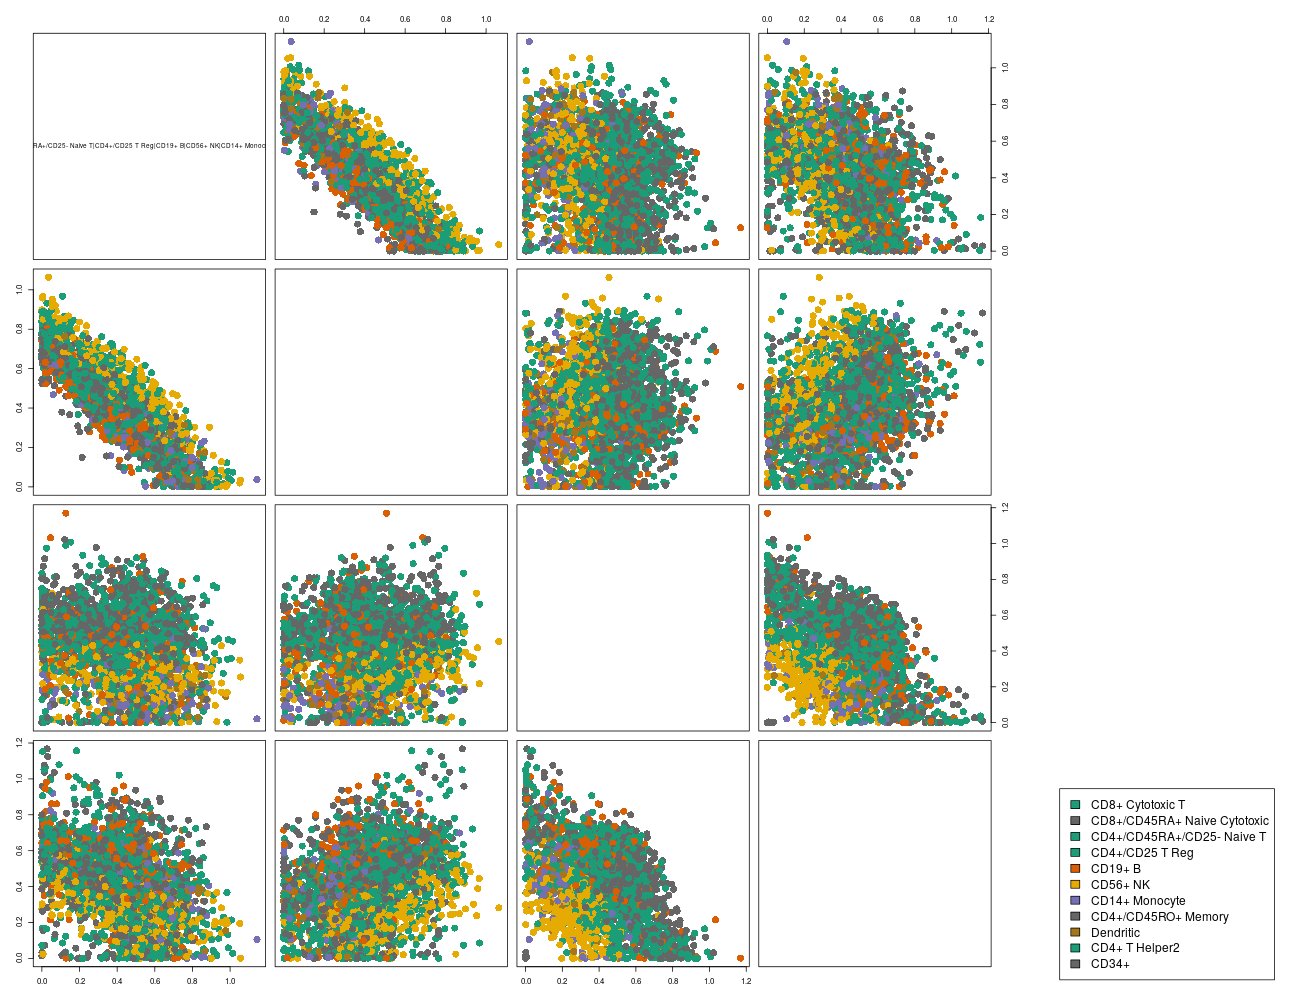 0.0 0.2 0.4 0.6 0.8 1.0
0.0 0.2 0.4 0.6 0.8 1.0 1.2
RA+/CD25- Naive T|CD4+/CD25 T Reg|CD19+ B|CD56+ NK|CD14+ Monoc
0.0 0.2 0.4 0.6 0.8 1.0
0.0 0.2 0.4 0.6 0.8 1.0
0.0 0.2 0.4 0.6 0.8 1.0 1.2
0.0 0.2 0.4 0.6 0.8 1.0 1.2
0.0 0.2 0.4 0.6 0.8 1.0
0.0 0.2 0.4 0.6 0.8 1.0 1.2
CD8+ Cytotoxic T
CD8+/CD45RA+ Naive Cytotoxic
CD4+/CD45RA+/CD25- Naive T
CD4+/CD25 T Reg
CD19+ B
CD56+ NK
CD14+ Monocyte
CD4+/CD45RO+ Memory
Dendritic
CD4+ T Helper2
CD34+